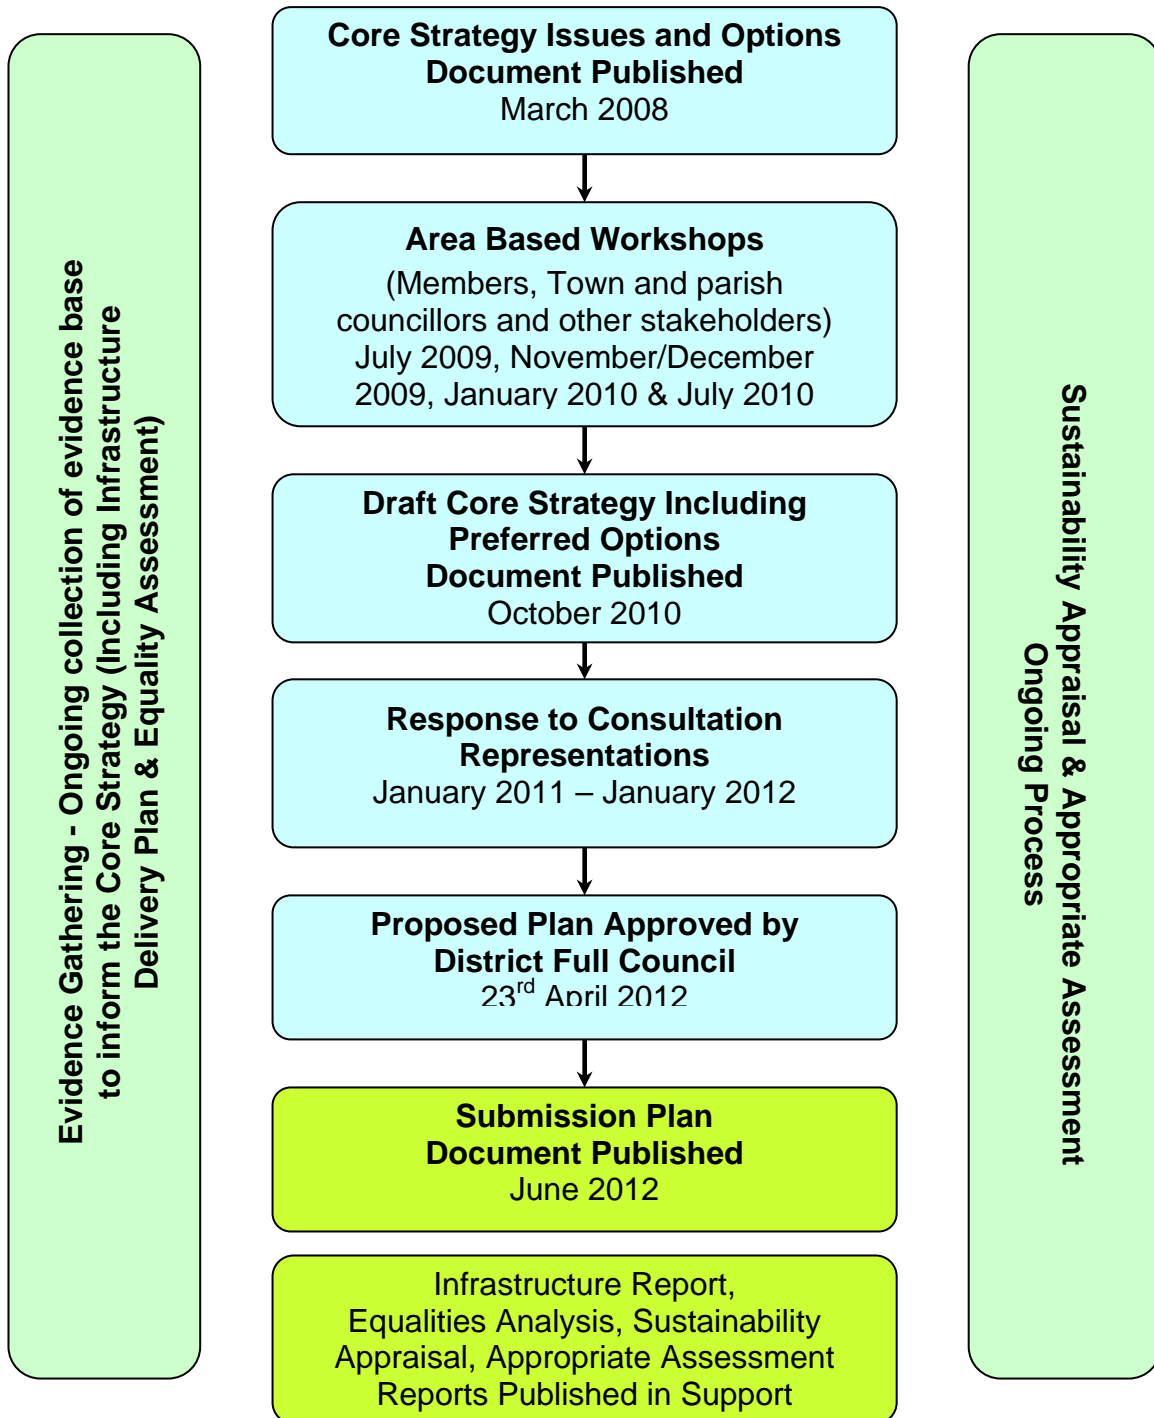 Core Strategy Issues and Options
Document Published
March 2008
Area Based Workshops
(Members, Town and parish
councillors and other stakeholders)
July 2009, November/December
2009, January 2010 & July 2010
Draft Core Strategy Including
Preferred Options
Document Published
October 2010
Response to Consultation
Representations
January 2011 – January 2012
Proposed Plan Approved by
District Full Council
23rd April 2012
Submission Plan
Document Published
June 2012
Infrastructure Report,
Equalities Analysis, Sustainability
Appraisal, Appropriate Assessment
Reports Published in Support
Evidence Gathering - Ongoing collection of evidence base
to inform the Core Strategy (Including Infrastructure
Delivery Plan & Equality Assessment)
Sustainability Appraisal & Appropriate Assessment
Ongoing Process